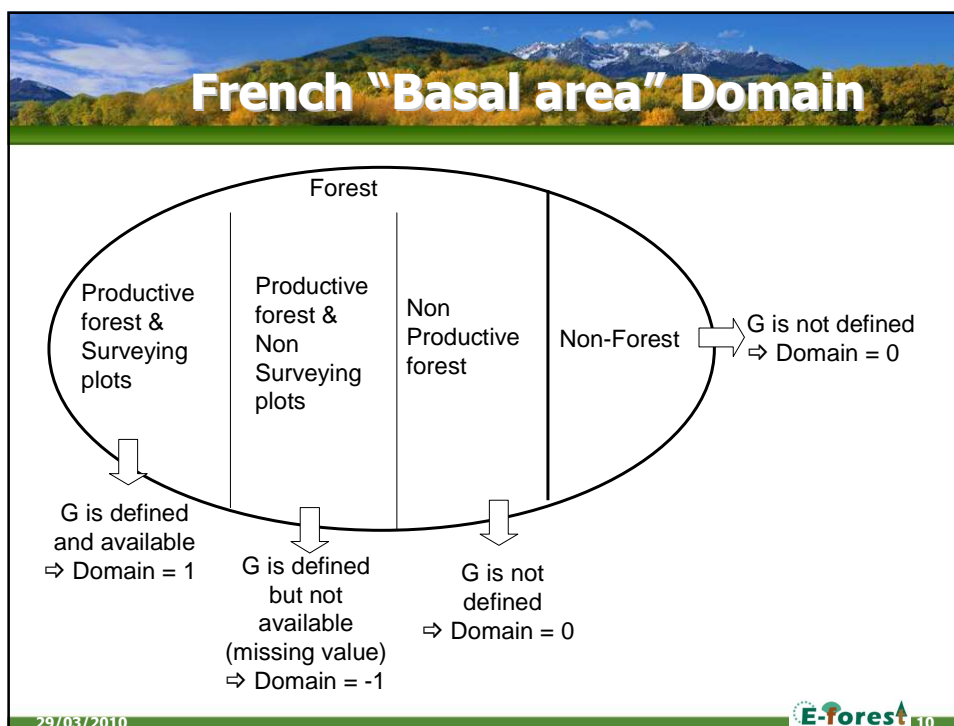 French “Basal area” Domain
Forest
Productive
forest &
Surveying
plots
Productive
forest &
Non
Surveying
plots
Non
Productive
forest
Non-Forest
G is not defined
⇨ Domain = 0
G is defined
and available
⇨ Domain = 1
G is defined
but not
available
(missing value)
⇨ Domain = -1
G is not
defined
⇨ Domain = 0
29/03/2010
E-forest
10